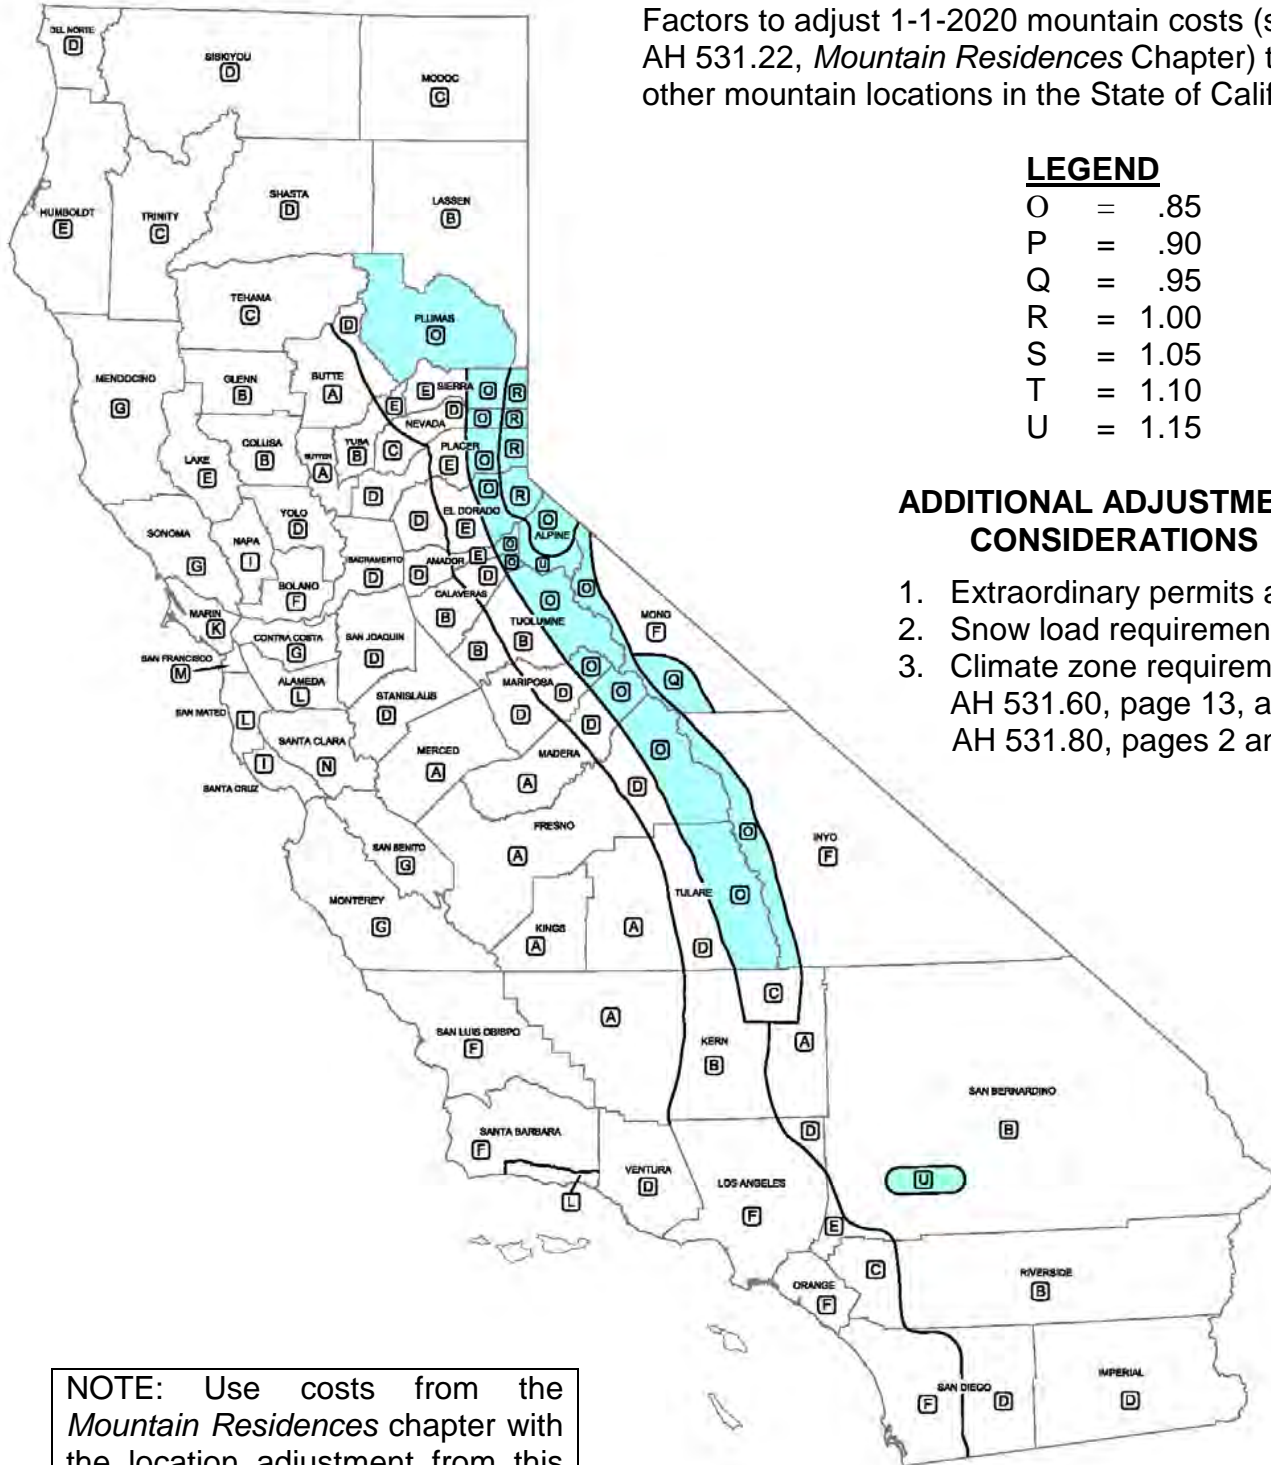 Factors to adjust 1-1-2020 mountain costs (s
AH 531.22, Mountain Residences Chapter) t
other mountain locations in the State of Calif
LEGEND
O = .85
P = .90
Q = .95
R = 1.00
S = 1.05
T = 1.10
U = 1.15
ADDITIONAL ADJUSTME
CONSIDERATIONS
1. Extraordinary permits a
2. Snow load requiremen
3. Climate zone requirem
AH 531.60, page 13, a
AH 531.80, pages 2 an
DEL NORTE
D
SISKIYOU
D
MODOC
C
HUMBOLDT
E
TRINITY
C
SHASTA
D
LASSEN
B
TEHAMA
C
D
PLUMAS
O
MENDOCINO
G
GLENN
B
BUTTE
A
E SIERRA O R
E D O R
NEVADA
COLUSA
B
SUTTER
A
YUBA
B
C
PLACER
E
O R
LAKE
E
D
D
EL DORADO
E
O R
O
ALPINE
SONOMA
G
NAPA
I
YOLO
D
SOLANO
F
SACRAMENTO
D
AMADOR
D
E
D
O
O
U
MARIN
K
CONTRA COSTA
G
SAN JOAQUIN
D
CALAVERAS
B
TUOLUMNE
B
B
O
O
MONO
F
Q
SAN FRANCISCO
M
ALAMEDA
L
SAN MATEO
L
STANISLAUS
D
MARIPOSA
D
D
O
O
SANTA CLARA
N
I
SANTA CRUZ
MERCED
A
MADERA
A
D
O
D
FRESNO
A
SAN BENITO
G
MONTEREY
G
KINGS
A
A
TULARE
D
O
O
INYO
F
SAN LUIS OBISPO
F
A
KERN
B
C
A
SAN BERNARDINO
B
U
SANTA BARBARA
F
L
VENTURA
D
LOS ANGELES
F
D
E
ORANGE
F
C
RIVERSIDE
B
SAN DIEGO
F
D
IMPERIAL
D
NOTE: Use costs from the
Mountain Residences chapter with
the location adjustment from this